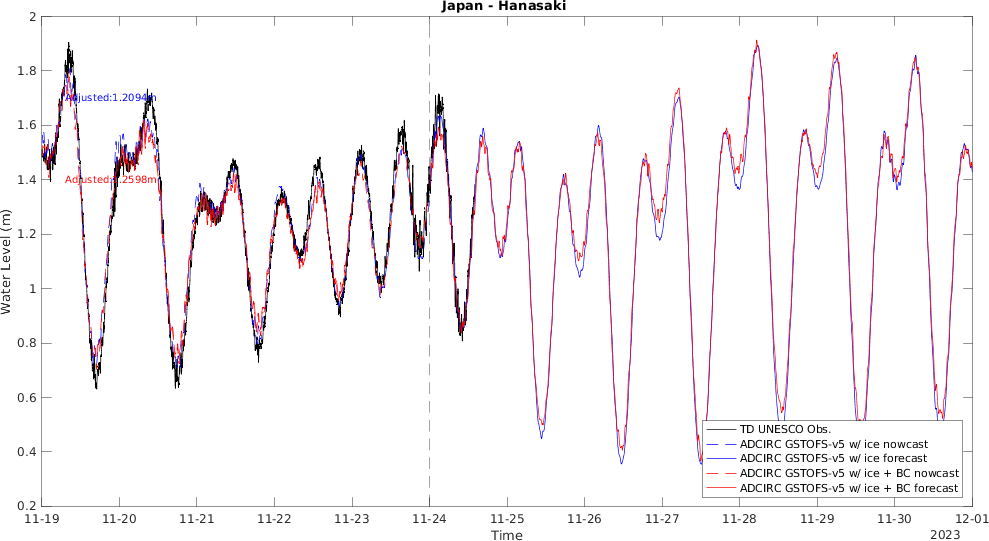 Japan - Hanasaki
2
1.8
1.6
1.4
1.2
1
0.8
0.6
0.4
0.2
Water Level (m)
Adjusted:1.2094m
Adjusted:1.2598m
TD UNESCO Obs.
ADCIRC GSTOFS-v5 w/ ice nowcast
ADCIRC GSTOFS-v5 w/ ice forecast
ADCIRC GSTOFS-v5 w/ ice + BC nowcast
ADCIRC GSTOFS-v5 w/ ice + BC forecast
11-19 11-20 11-21 11-22 11-23 11-24 11-25 11-26 11-27 11-28 11-29 11-30 12-01
Time
2023